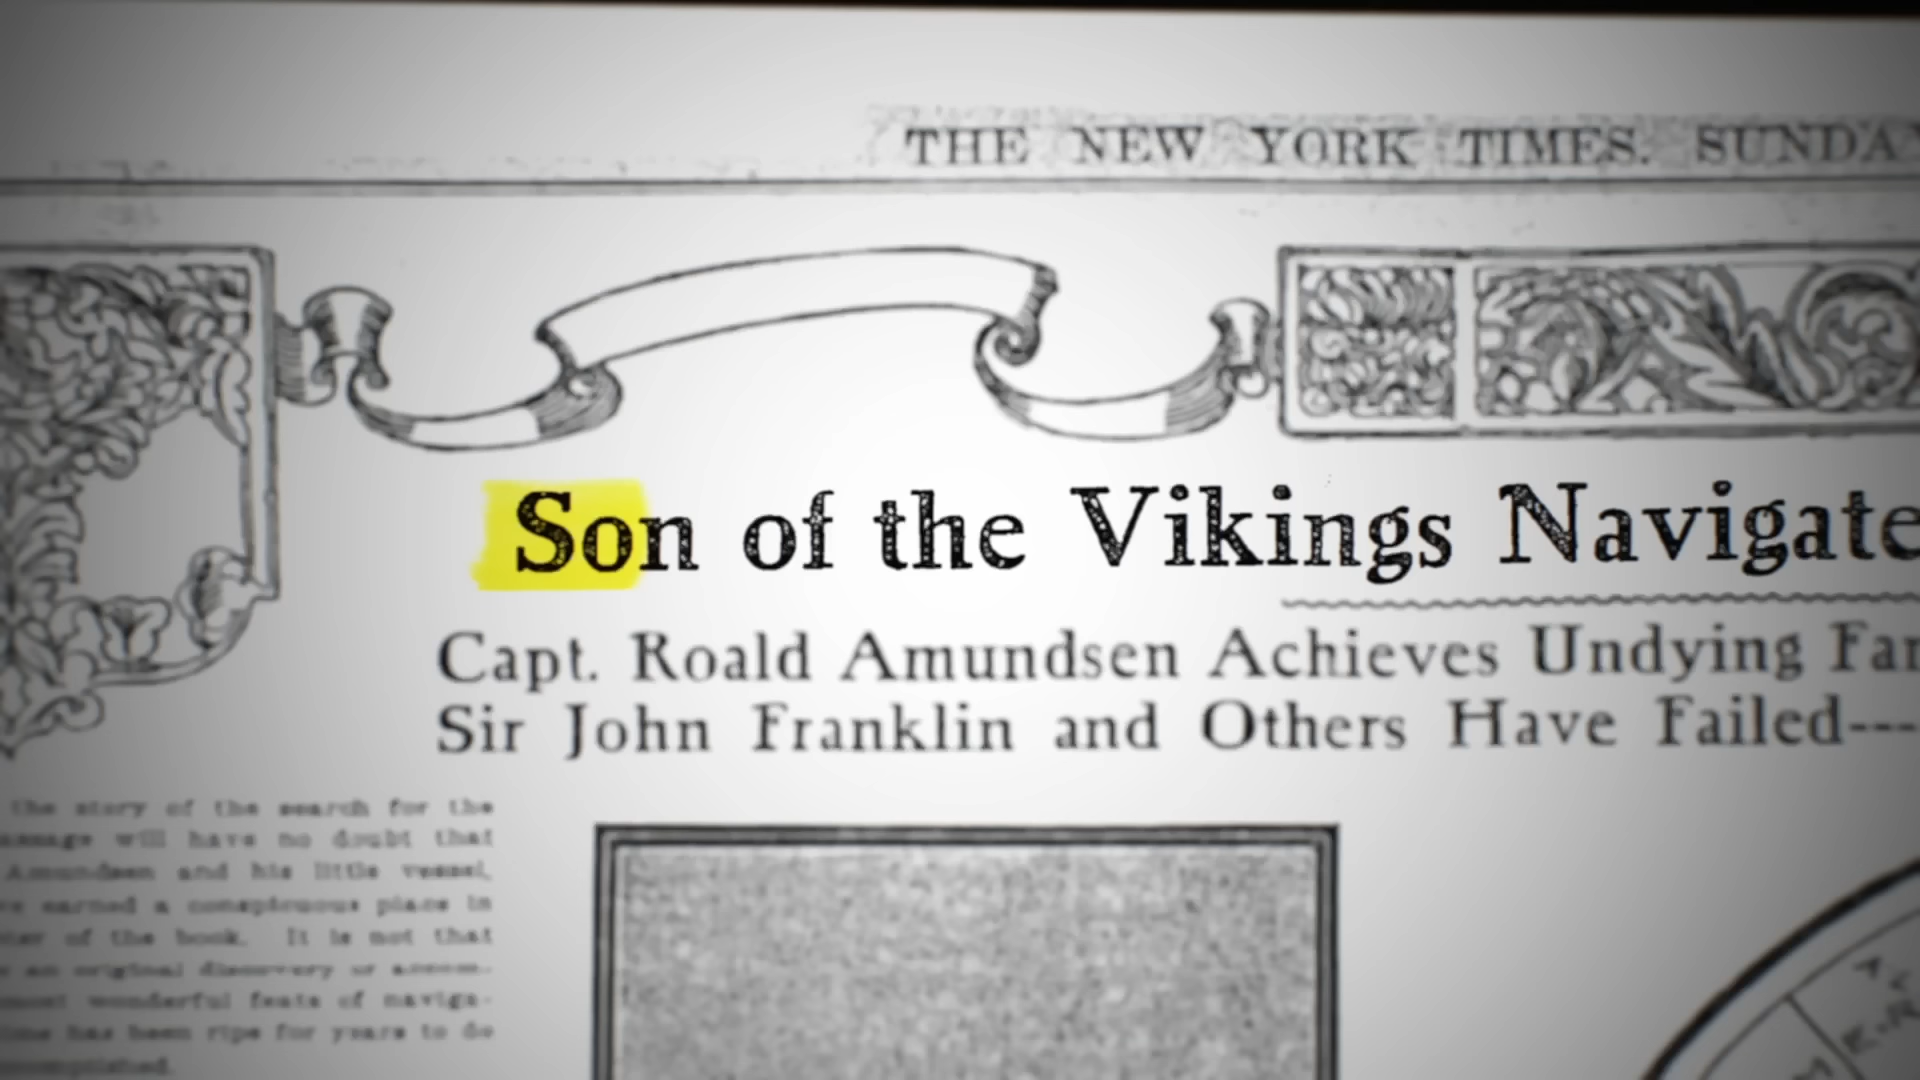 THE NEW YORK TIMES. SUNDAY
Son of the Vikings Navigate
Capt. Roald Amundsen Achieves Undying
Sir John Franklin and Others Have Failed---
the story of the search for the
will have no doubt that
Amundsen and his little vessel,
earned a conspicuous place in
of the book. It is not that
an original discovery or accom-
most wonderful feats of naviga-
has been ripe for years to do